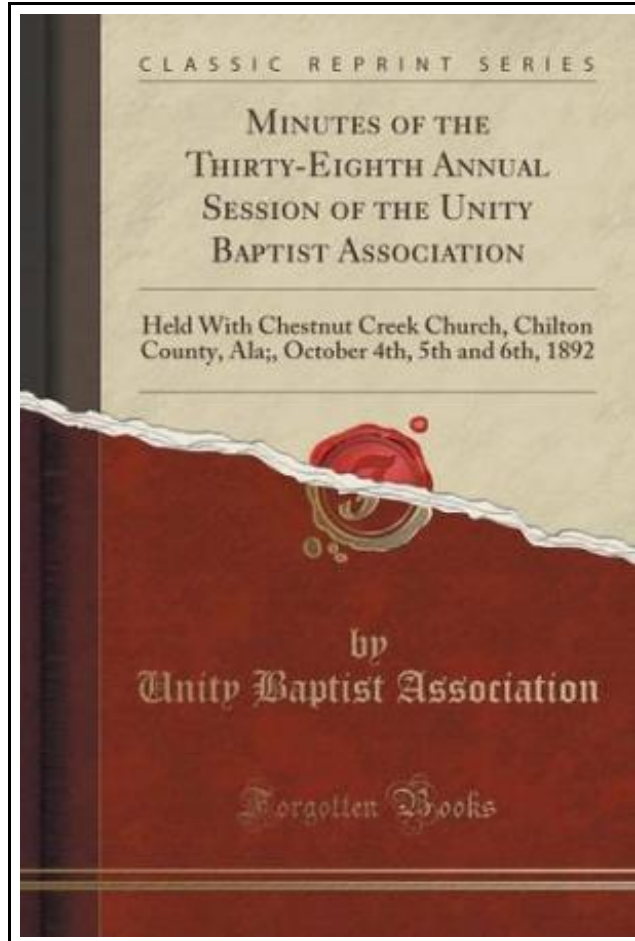 CLASSIC REPRINT SERIES
MINUTES OF THE
THIRTY-EIGHTH ANNUAL
SESSION OF THE UNITY
BAPTIST ASSOCIATION
Held With Chestnut Creek Church, Chilton
County, Ala;, October 4th, 5th and 6th, 1892
by
Unity Baptist Association
Forgotten Books